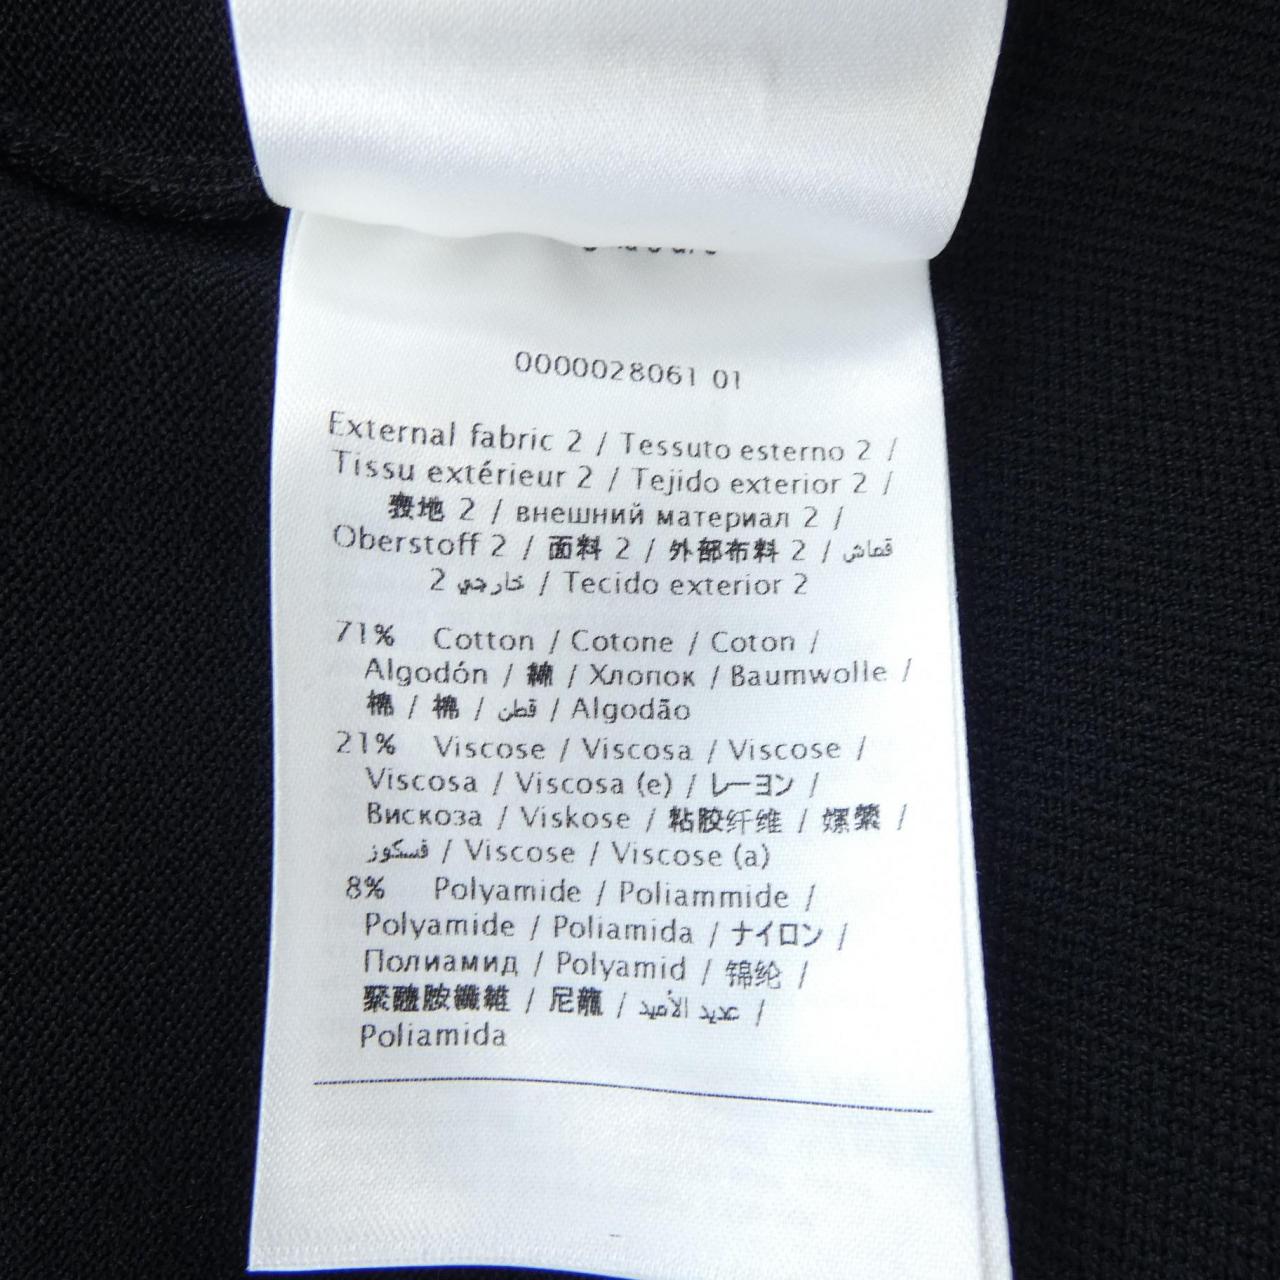 0000028061 01
External fabric 2 / Tessuto esterno 2 /
Tissu extérieur 2 / Tejido exterior 2 /
表地 2 / внешний материал 2 /
Oberstoff 2 / 面料 2 / 外部布料 2 / قماش
خارجي 2 / Tecido exterior 2
71% Cotton / Cotone / Coton /
Algodón / 綿 / Хлопок / Baumwolle /
棉 / 棉 / قطن / Algodão
21% Viscose / Viscosa / Viscose /
Viscosa / Viscosa (e) / レーヨン /
Вискоза / Viskose / 粘胶纤维 / 嫘縈 /
فسكوز / Viscose / Viscose (a)
8% Polyamide / Poliammide /
Polyamide / Poliamida / ナイロン /
Полиамид / Polyamid / 锦纶 /
聚醯胺纖維 / 尼龍 / عديد الأميد /
Poliamida